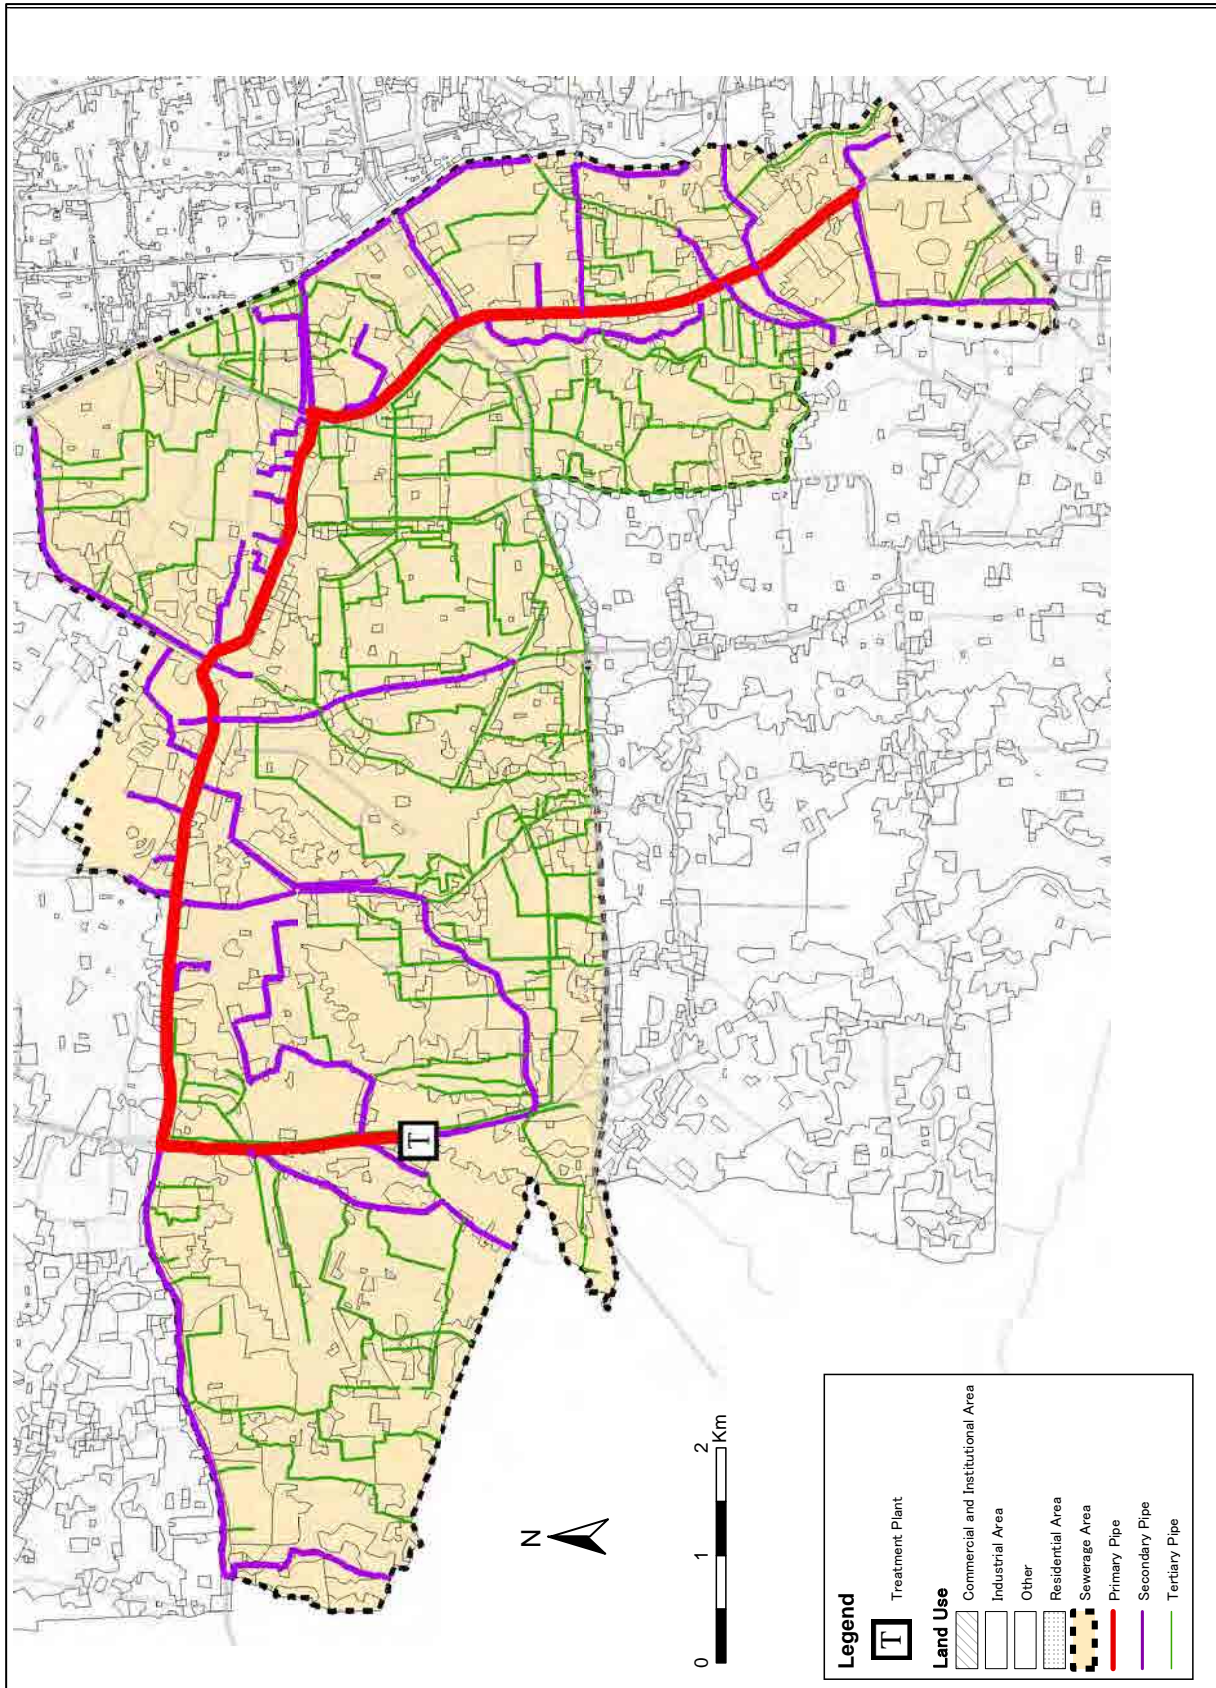 T
N
0 1 2
Km
Legend
T Treatment Plant
Land Use
Commercial and Institutional Area
Industrial Area
Other
Residential Area
Sewerage Area
Primary Pipe
Secondary Pipe
Tertiary Pipe